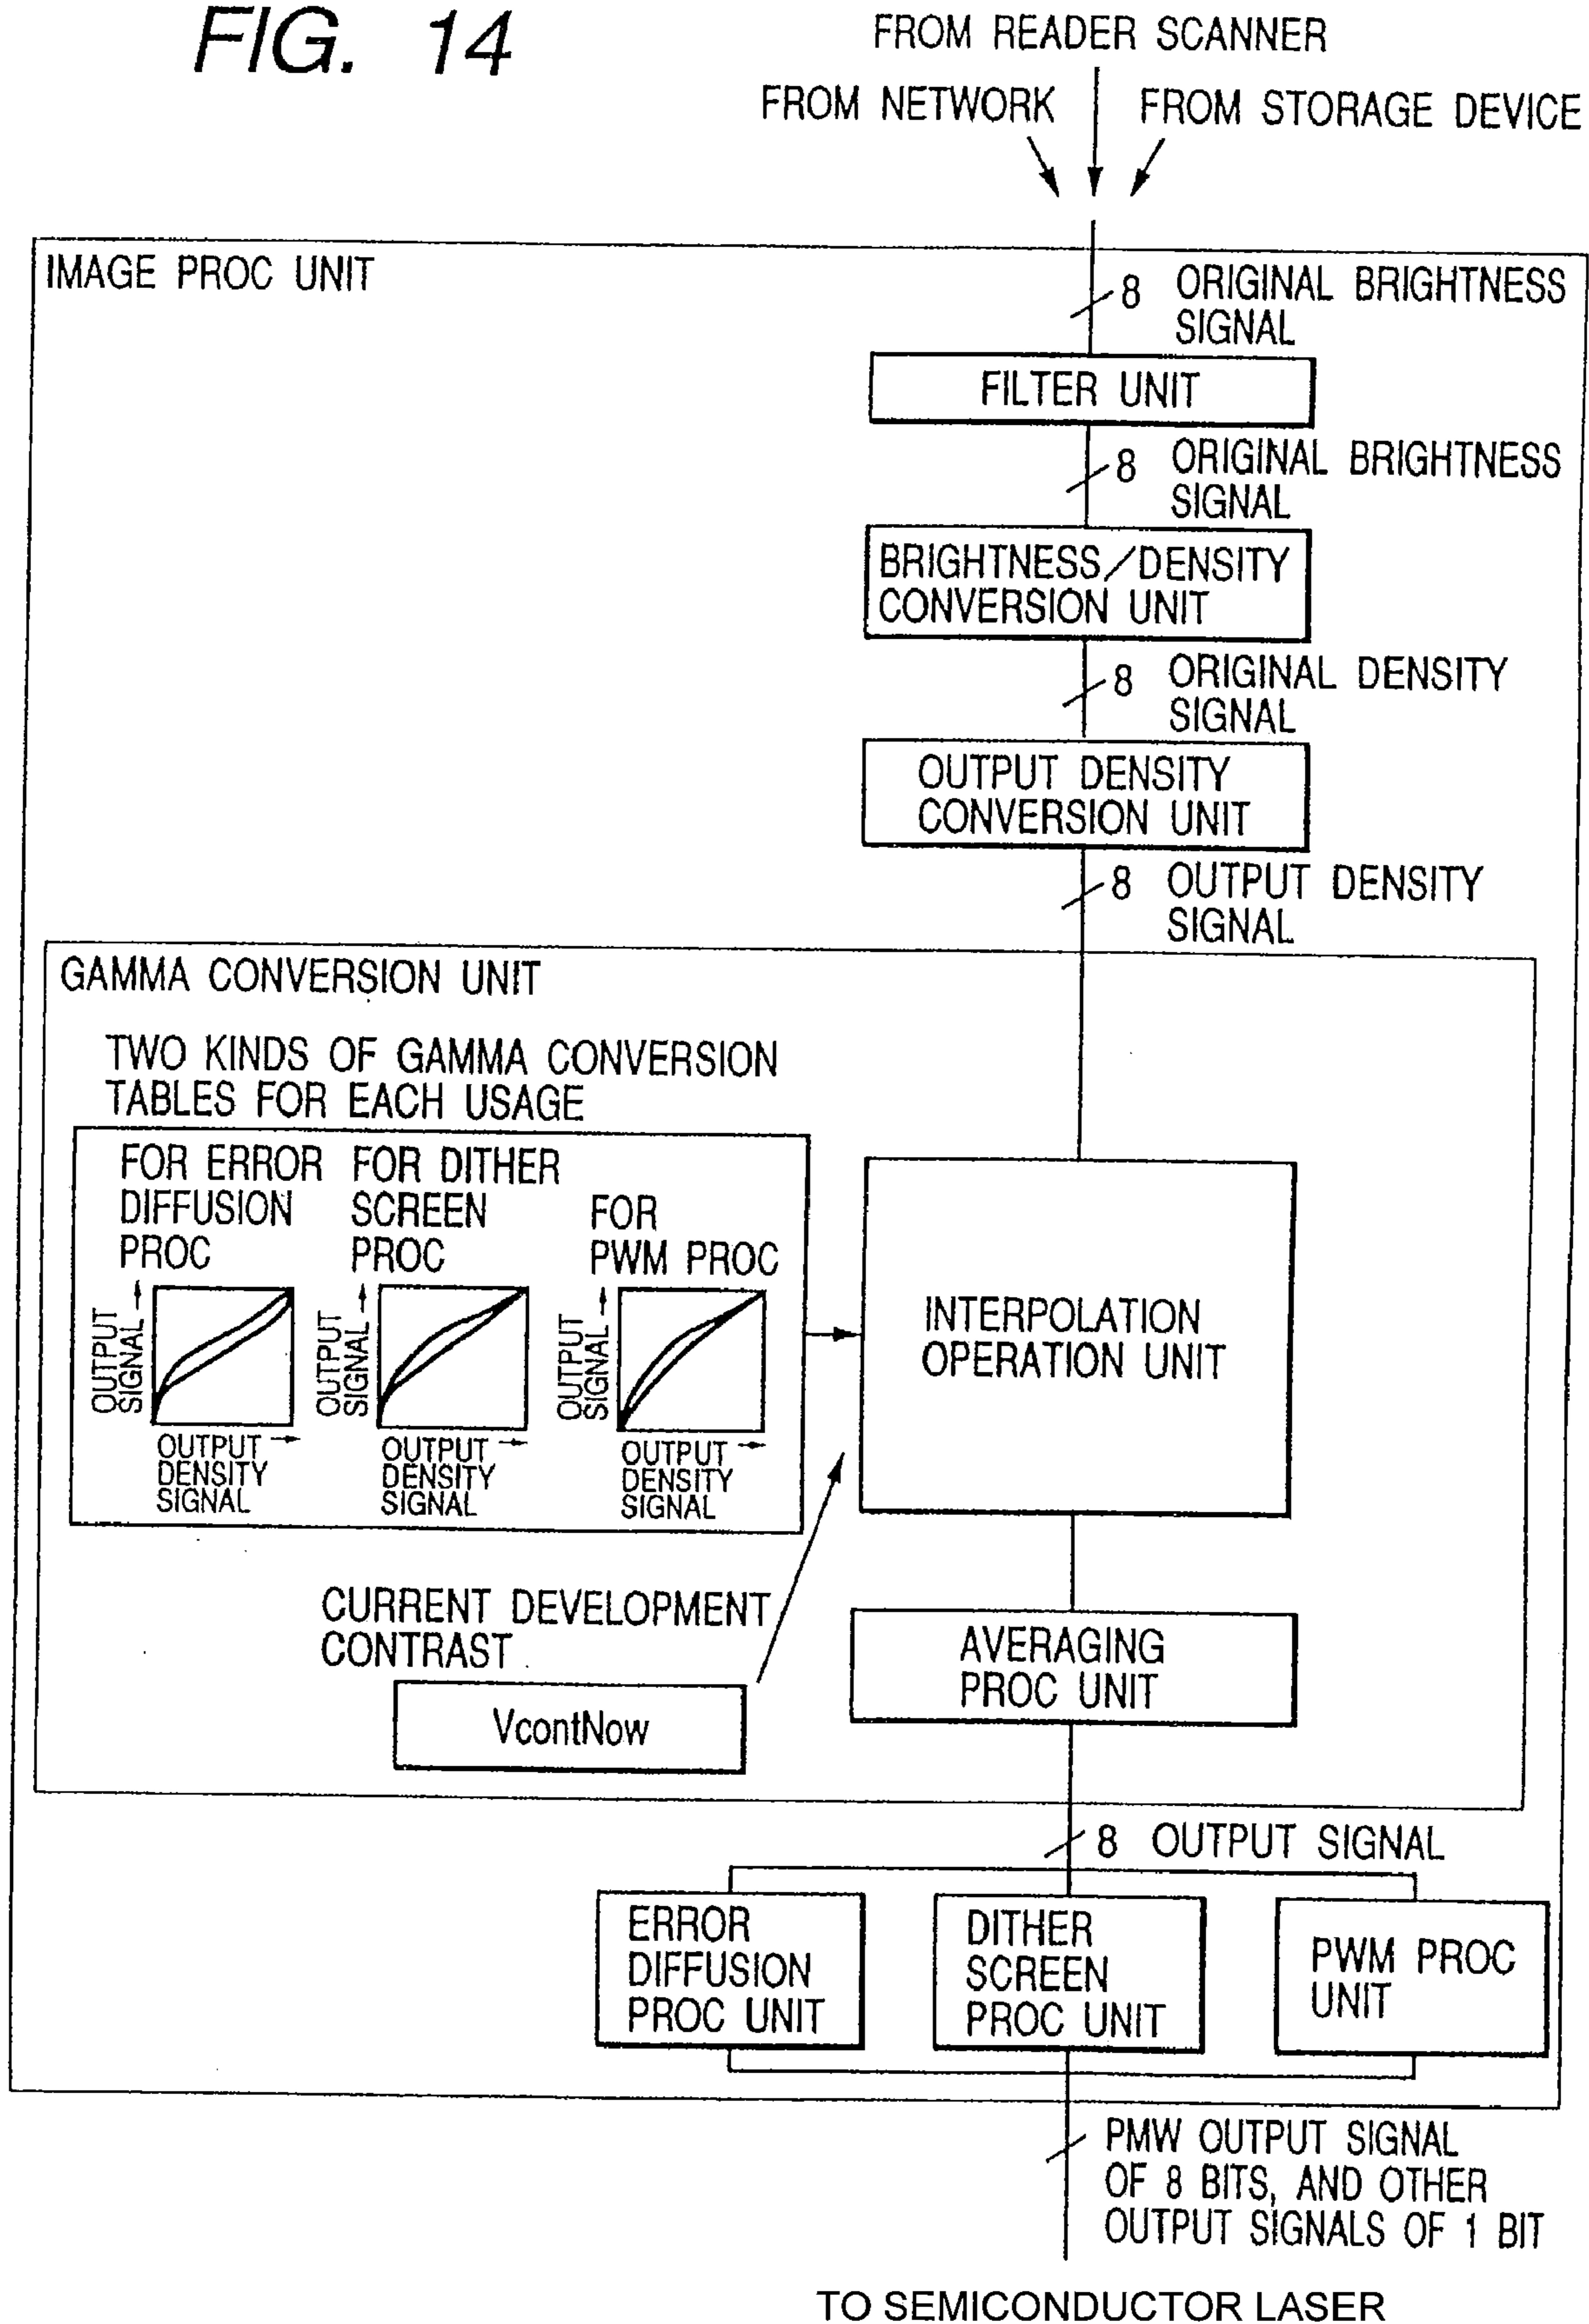 FIG. 14
FROM READER SCANNER
FROM NETWORK
FROM STORAGE DEVICE
IMAGE PROC UNIT
8 ORIGINAL BRIGHTNESS
SIGNAL
FILTER UNIT
8 ORIGINAL BRIGHTNESS
SIGNAL
BRIGHTNESS/DENSITY
CONVERSION UNIT
8 ORIGINAL DENSITY
SIGNAL
OUTPUT DENSITY
CONVERSION UNIT
8 OUTPUT DENSITY
SIGNAL
GAMMA CONVERSION UNIT
TWO KINDS OF GAMMA CONVERSION
TABLES FOR EACH USAGE
FOR ERROR
DIFFUSION
PROC
OUTPUT
SIGNAL
OUTPUT
DENSITY
SIGNAL
FOR DITHER
SCREEN
PROC
OUTPUT
SIGNAL
OUTPUT
DENSITY
SIGNAL
FOR
PWM PROC
OUTPUT
SIGNAL
OUTPUT
DENSITY
SIGNAL
INTERPOLATION
OPERATION UNIT
CURRENT DEVELOPMENT
CONTRAST
VcontNow
AVERAGING
PROC UNIT
8 OUTPUT SIGNAL
ERROR
DIFFUSION
PROC UNIT
DITHER
SCREEN
PROC UNIT
PWM PROC
UNIT
PMW OUTPUT SIGNAL
OF 8 BITS, AND OTHER
OUTPUT SIGNALS OF 1 BIT
TO SEMICONDUCTOR LASER